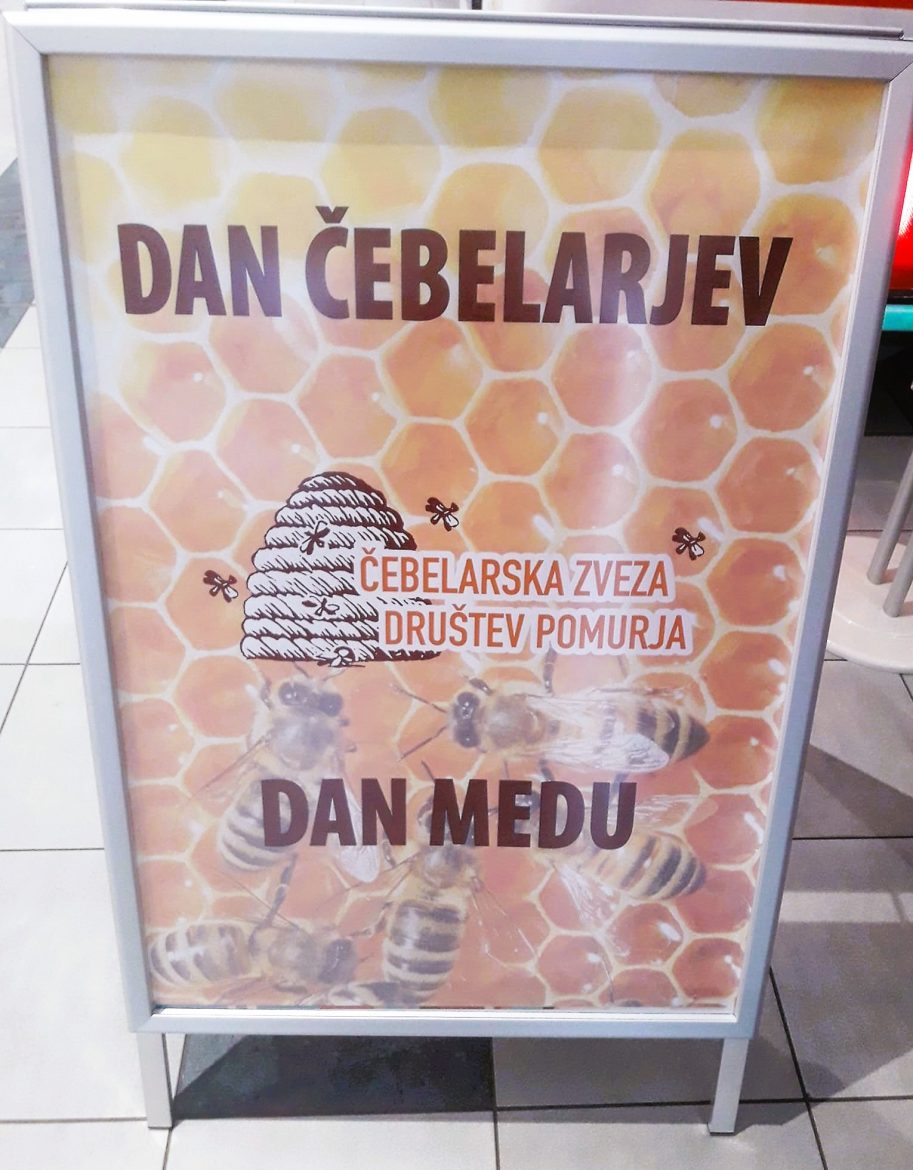 DAN ČEBELARJEV
ČEBELARSKA ZVEZA
DRUŠTEV POMURJA
DAN MEDU